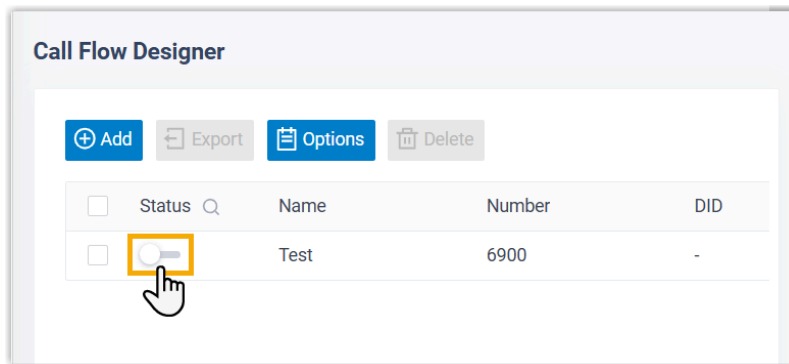 Call Flow Designer
Add Export Options Delete
Status Name Number DID
Test 6900 -